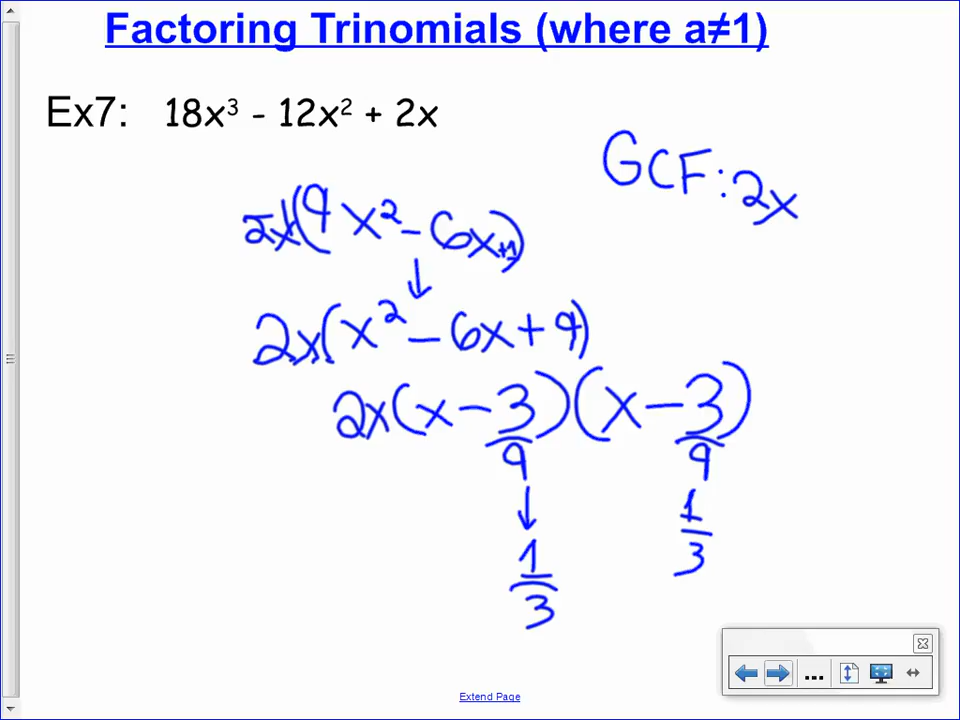 Factoring Trinomials (where a≠1)
Ex7: 18x³ - 12x² + 2x
GCF: 2x
2x(9x² - 6x+1)
↓
2x(x² - 6x + 9)
2x(x - 3/9)(x - 3/9)
↓
1/3 1/3
...
Extend Page